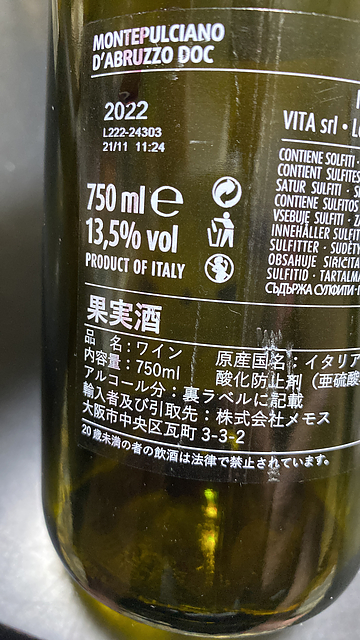 MONTEPULCIANO
D'ABRUZZO DOC
2022
L222-24303
21/11 11:24
VITA srl •
750 ml e
13,5% vol
PRODUCT OF ITALY
CONTIENE SOLFITI •
CONTIENT SULFITES
SATUR SULFITI •
CONTIENE SULFITOS
VSEBUJE SULFITI •
INNEHÅLLER SULFIT
SULFITTER •
OBSAHUJE
SULFITID •
СЪДЪРЖА СУЛФИТИ •
果実酒
品　名：ワイン
原産国名：イタリア
内容量：750ml
酸化防止剤（亜硫酸
アルコール分：裏ラベルに記載
輸入者及び引取先：株式会社メモス
大阪市中央区瓦町 3-3-2
20歳未満の者の飲酒は法律で禁止されています。